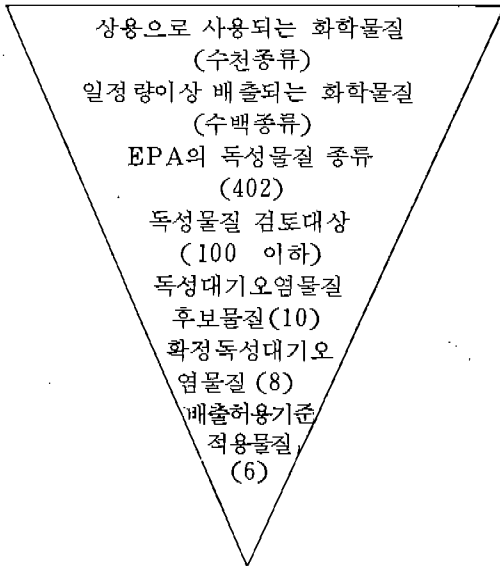 상용으로 사용되는 화학물질
(수천종류)
일정량이상 배출되는 화학물질
(수백종류)
EPA의 독성물질 종류
(402)
독성물질 검토대상
(100 이하)
독성대기오염물질
후보물질(10)
확정독성대기오
염물질(8)
배출허용기준
적용물질
(6)